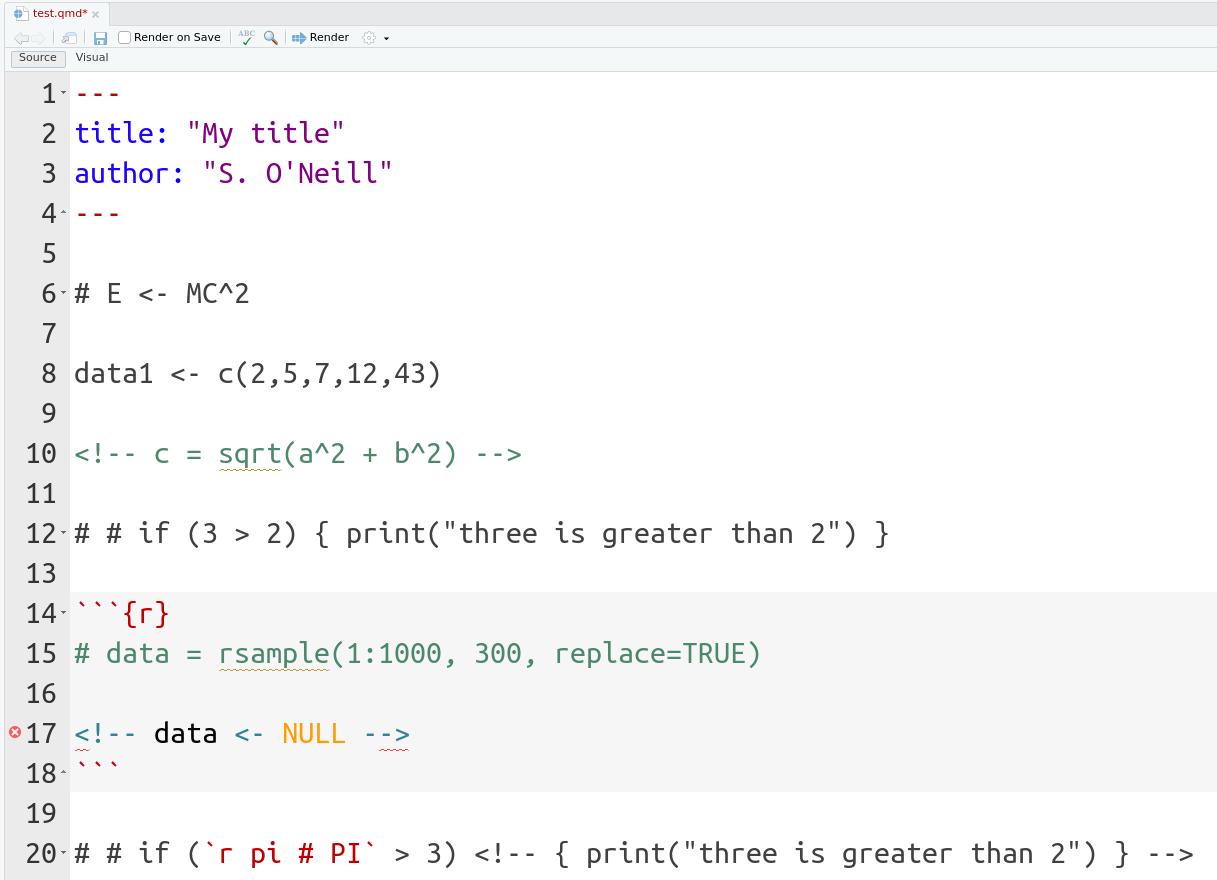 test.qmd*
Render on Save ABC Render
Source Visual
1 ---
2 title: "My title"
3 author: "S. O'Neill"
4 ---
5
6 # E <- MC^2
7
8 data1 <- c(2,5,7,12,43)
9
10 <!-- c = sqrt(a^2 + b^2) -->
11
12 # # if (3 > 2) { print("three is greater than 2") }
13
14 ```{r}
15 # data = rsample(1:1000, 300, replace=TRUE)
16
17 <!-- data <- NULL -->
18 ```
19
20 # # if (`r pi # PI` > 3) <!-- { print("three is greater than 2") } -->